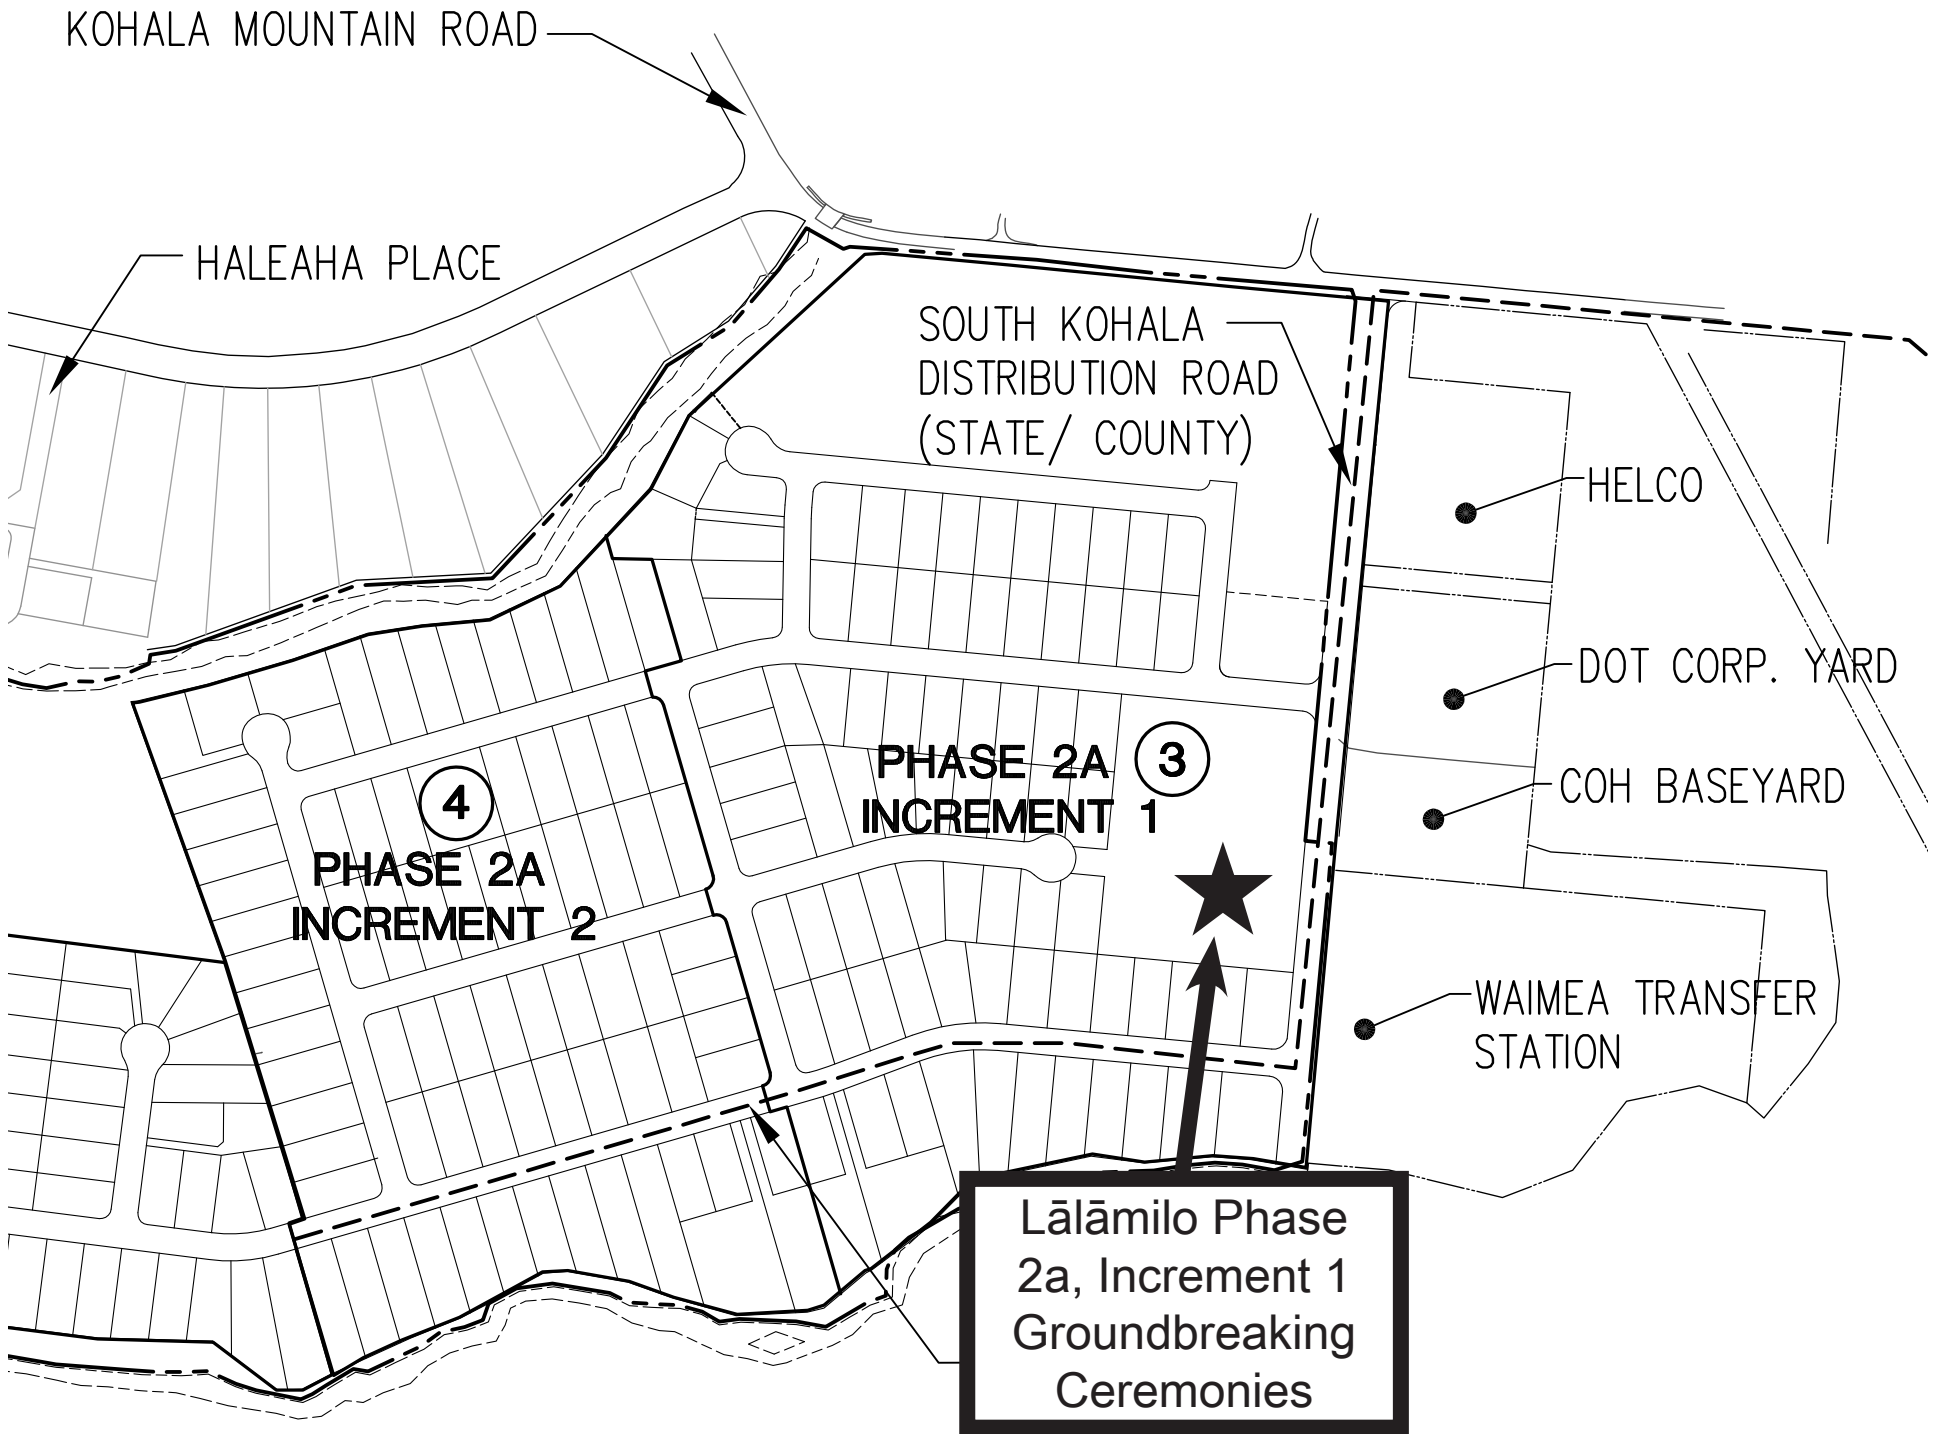 KOHALA MOUNTAIN ROAD
HALEAHA PLACE
SOUTH KOHALA
DISTRIBUTION ROAD
(STATE/ COUNTY)
HELCO
DOT CORP. YARD
3
PHASE 2A
INCREMENT 1
COH BASEYARD
4
PHASE 2A
INCREMENT 2
WAIMEA TRANSFER
STATION
Lālāmilo Phase
2a, Increment 1
Groundbreaking
Ceremonies